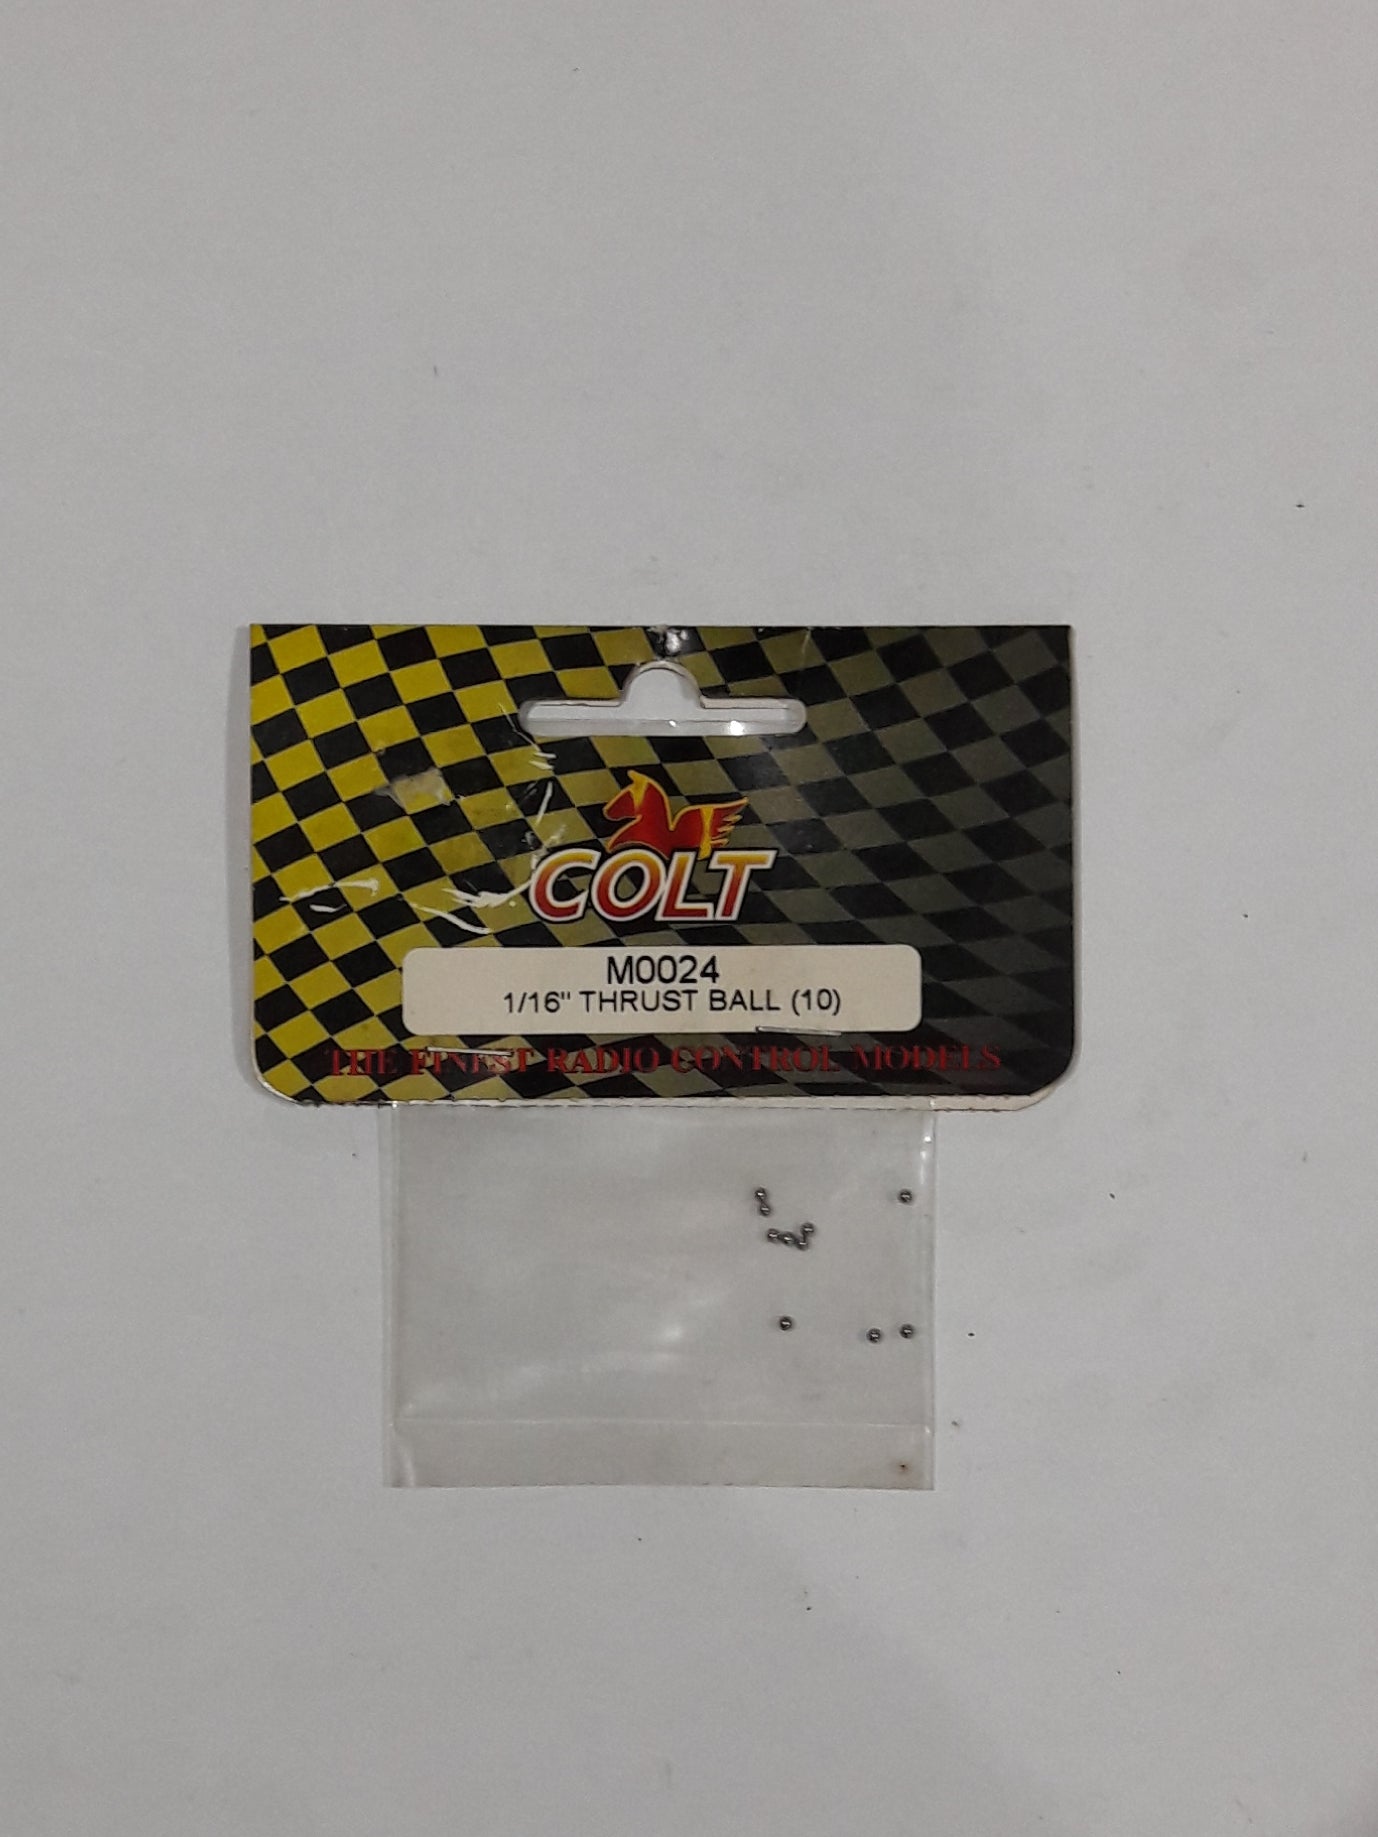 COLT
M0024
1/16" THRUST BALL (10)
THE FINEST RADIO CONTROL MODELS